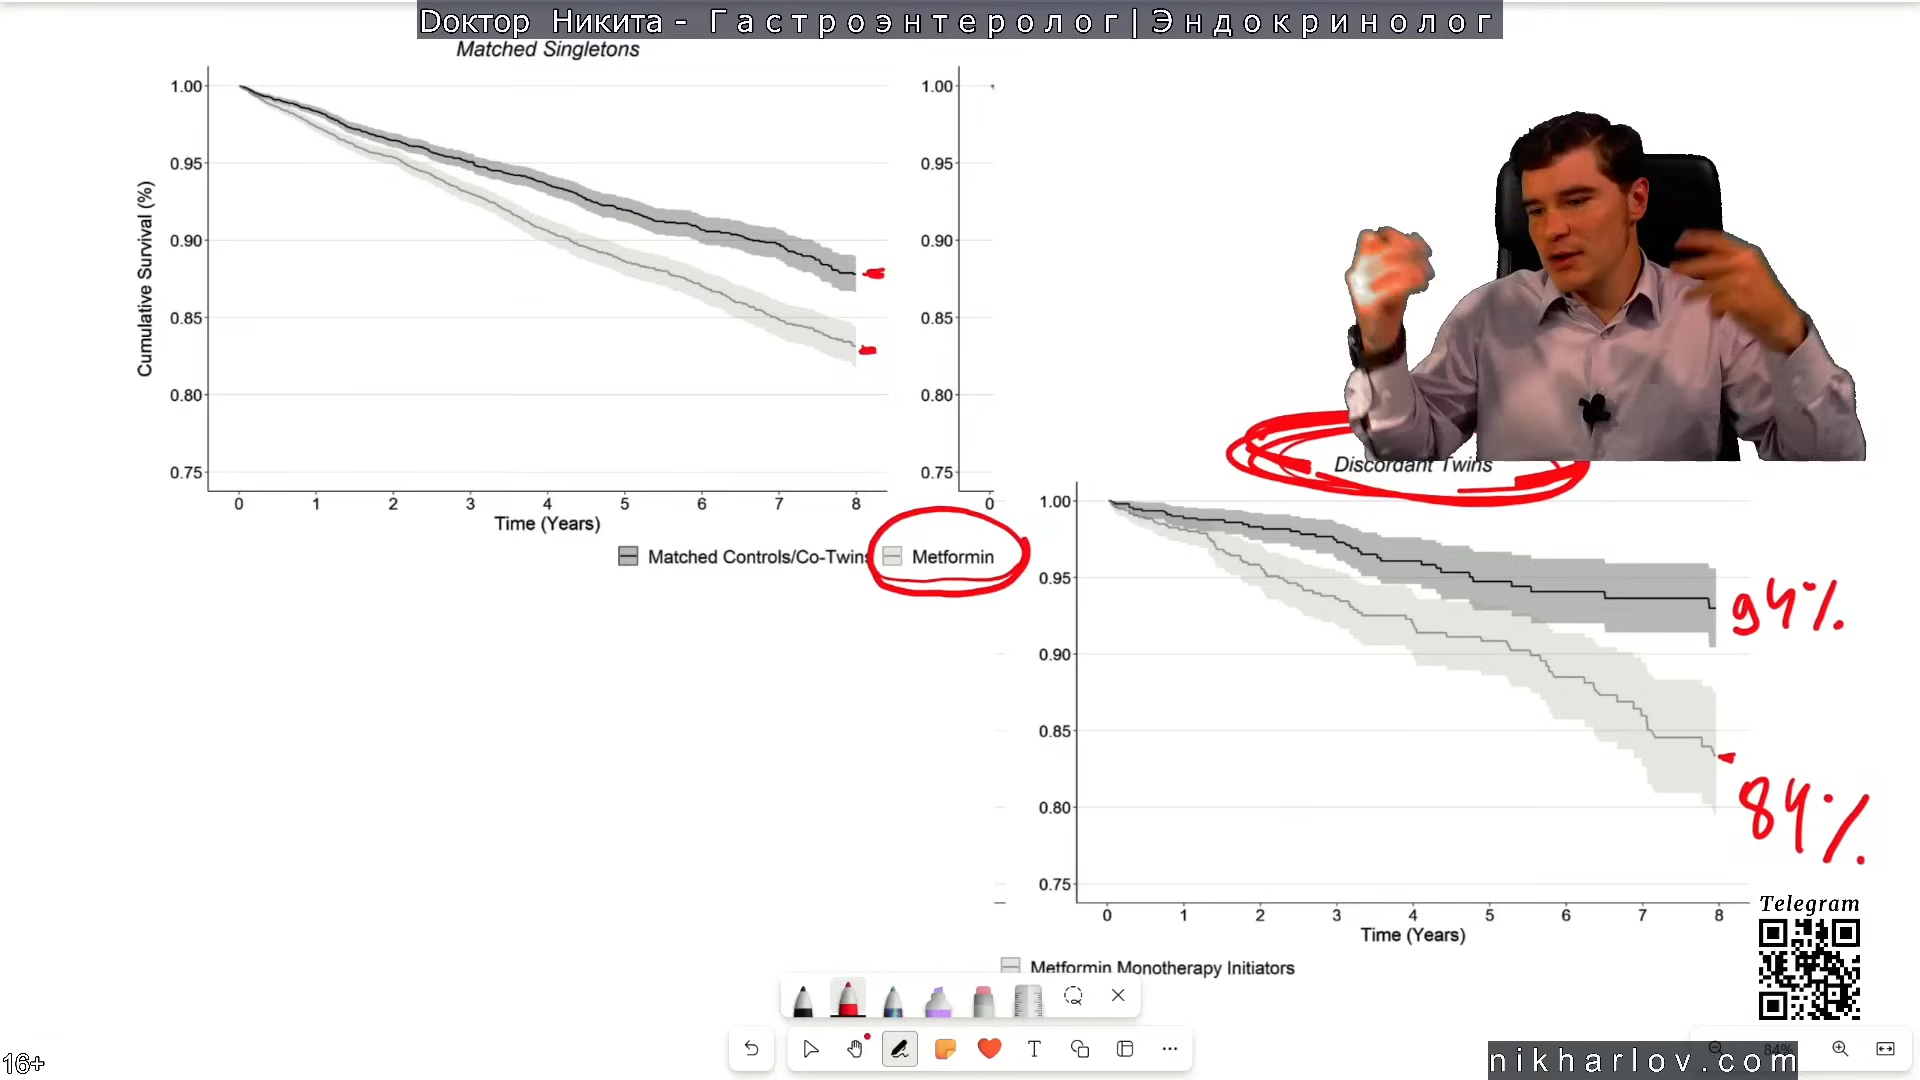 Dоктор Никита - Гастроэнтеролог|Эндокринолог
Matched Singletons
1.00
0.95
0.90
0.85
0.80
0.75
Cumulative Survival (%)
0 1 2 3 4 5 6 7 8
Time (Years)
1.00
0.95
0.90
0.85
0.80
0.75
0
Matched Controls/Co-Twins
Metformin
Discordant Twins
1.00
0.95
0.90
0.85
0.80
0.75
94%
84%
0 1 2 3 4 5 6 7 8
Time (Years)
Metformin Monotherapy Initiators
Telegram
T
84%
16+
nikharlov.com